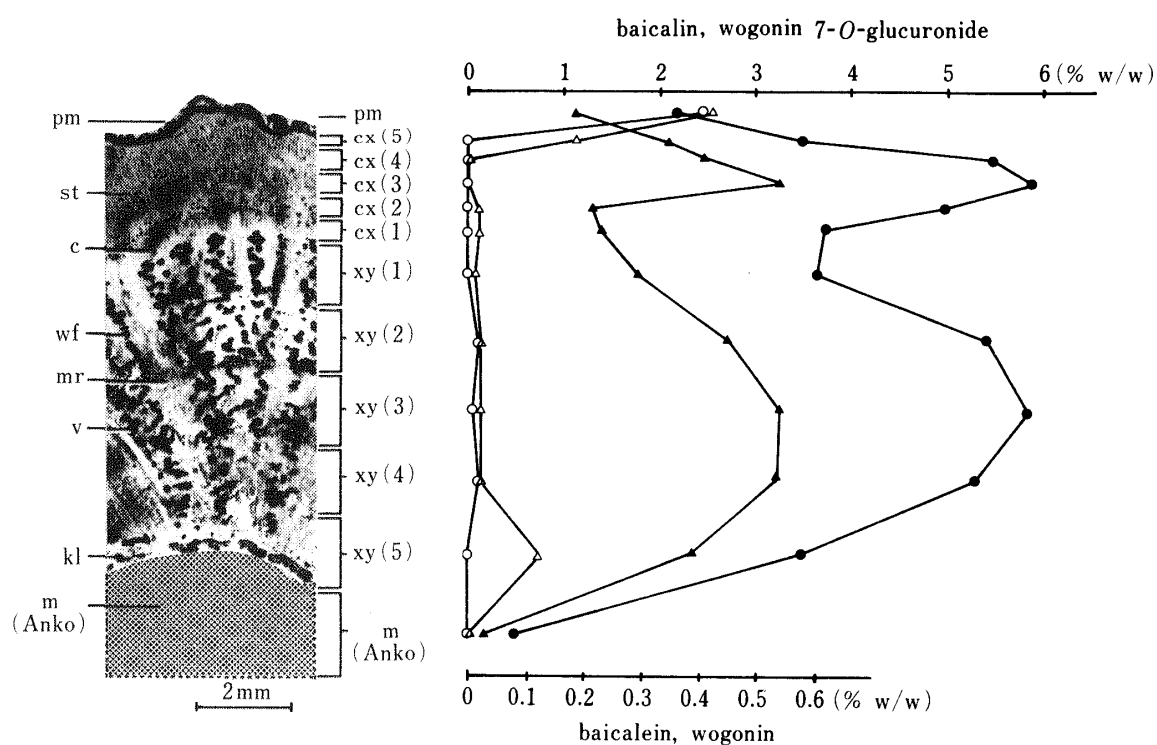 baicalin, wogonin 7-O-glucuronide
0 1 2 3 4 5 6 (% w/w)
pm
st
c
wf
mr
v
kl
m
(Anko)
2mm
pm
cx(5)
cx(4)
cx(3)
cx(2)
cx(1)
xy(1)
xy(2)
xy(3)
xy(4)
xy(5)
m
(Anko)
0 0.1 0.2 0.3 0.4 0.5 0.6 (% w/w)
baicalein, wogonin